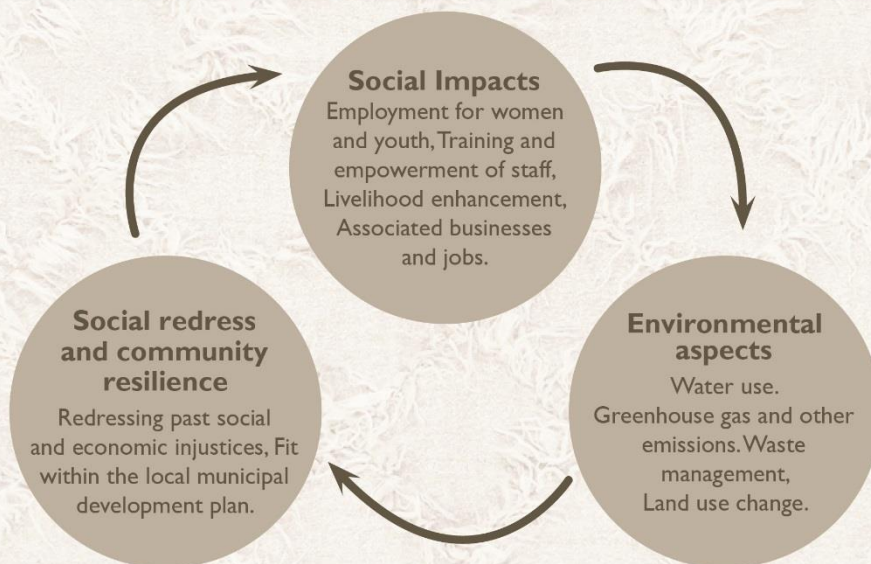 Social Impacts
Employment for women
and youth, Training and
empowerment of staff,
Livelihood enhancement,
Associated businesses
and jobs.
Environmental
aspects
Water use.
Greenhouse gas and other
emissions. Waste
management,
Land use change.
Social redress
and community
resilience
Redressing past social
and economic injustices, Fit
within the local municipal
development plan.